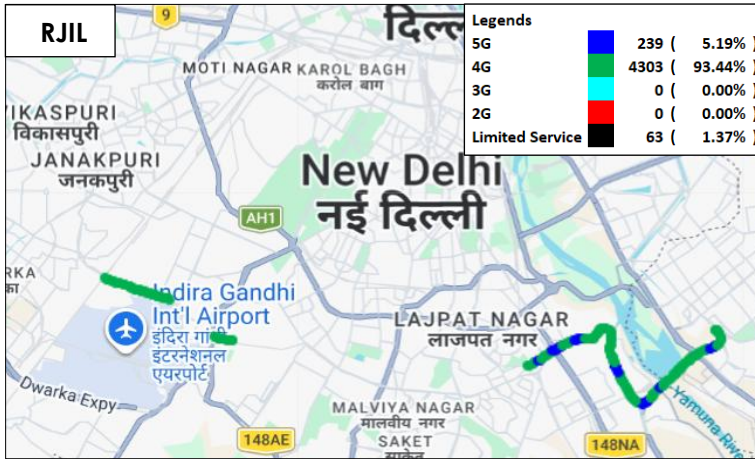 RJIL
9
दिल्ल
Legends
5G 239 ( 5.19% )
4G 4303 ( 93.44% )
3G 0 ( 0.00% )
2G 0 ( 0.00% )
Limited Service 63 ( 1.37% )
MOTI NAGAR
KAROL BAGH
करोल बाग
VIKASPURI
विकासपुरी
JANAKPURI
जनकपुरी
New Delhi
नई दिल्ली
AH1
RKA
का
Indira Gandhi
Int'l Airport
इंदिरा गांधी
इंटरनेशनल
एयरपोर्ट
LAJPAT NAGAR
लाजपत नगर
Dwarka Expy
Yamuna River
MALVIYA NAGAR
मालवीय नगर
148AE
SAKET
साकेत
148NA